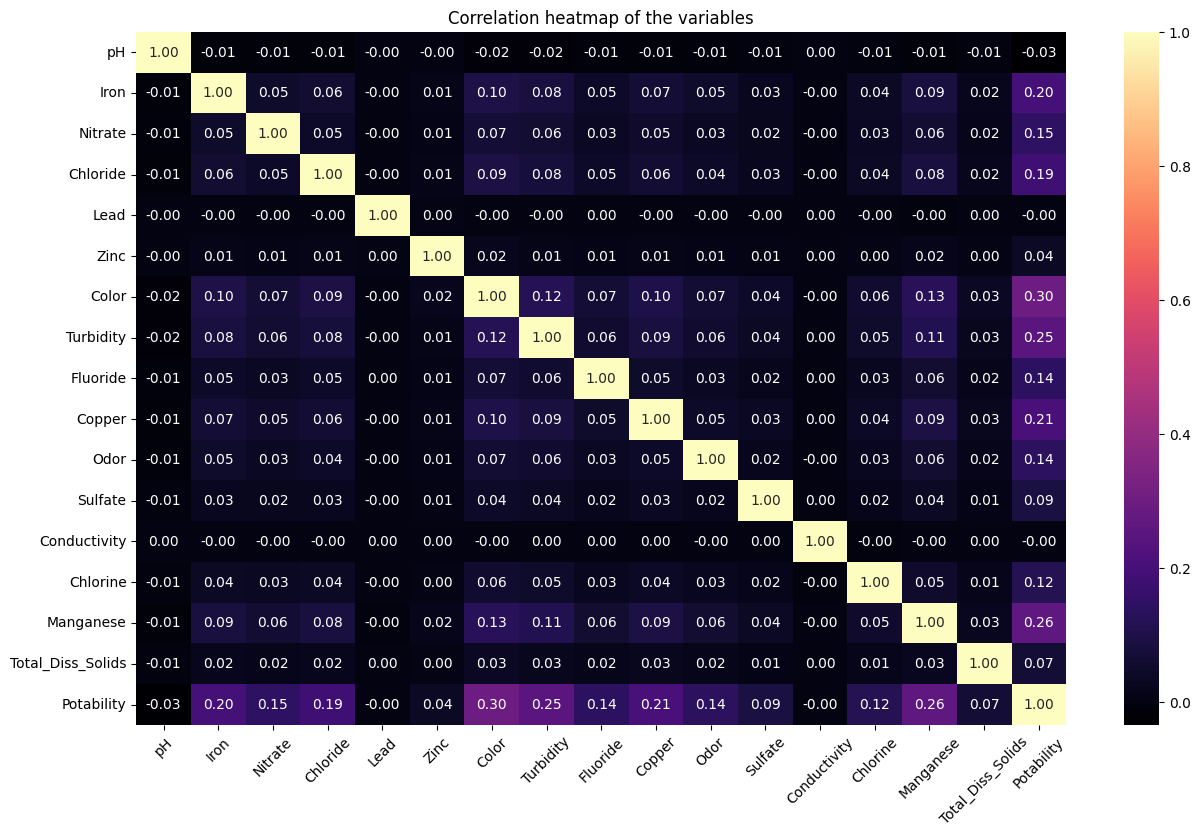 Correlation heatmap of the variables
pH 1.00 -0.01 -0.01 -0.01 -0.00 -0.00 -0.02 -0.02 -0.01 -0.01 -0.01 -0.01 0.00 -0.01 -0.01 -0.01 -0.03
Iron -0.01 1.00 0.05 0.06 -0.00 0.01 0.10 0.08 0.05 0.07 0.05 0.03 -0.00 0.04 0.09 0.02 0.20
Nitrate -0.01 0.05 1.00 0.05 -0.00 0.01 0.07 0.06 0.03 0.05 0.03 0.02 -0.00 0.03 0.06 0.02 0.15
Chloride -0.01 0.06 0.05 1.00 -0.00 0.01 0.09 0.08 0.05 0.06 0.04 0.03 -0.00 0.04 0.08 0.02 0.19
Lead -0.00 -0.00 -0.00 -0.00 1.00 0.00 -0.00 -0.00 0.00 -0.00 -0.00 -0.00 0.00 -0.00 -0.00 0.00 -0.00
Zinc -0.00 0.01 0.01 0.01 0.00 1.00 0.02 0.01 0.01 0.01 0.01 0.01 0.00 0.00 0.02 0.00 0.04
Color -0.02 0.10 0.07 0.09 -0.00 0.02 1.00 0.12 0.07 0.10 0.07 0.04 -0.00 0.06 0.13 0.03 0.30
Turbidity -0.02 0.08 0.06 0.08 -0.00 0.01 0.12 1.00 0.06 0.09 0.06 0.04 0.00 0.05 0.11 0.03 0.25
Fluoride -0.01 0.05 0.03 0.05 0.00 0.01 0.07 0.06 1.00 0.05 0.03 0.02 0.00 0.03 0.06 0.02 0.14
Copper -0.01 0.07 0.05 0.06 -0.00 0.01 0.10 0.09 0.05 1.00 0.05 0.03 0.00 0.04 0.09 0.03 0.21
Odor -0.01 0.05 0.03 0.04 -0.00 0.01 0.07 0.06 0.03 0.05 1.00 0.02 -0.00 0.03 0.06 0.02 0.14
Sulfate -0.01 0.03 0.02 0.03 -0.00 0.01 0.04 0.04 0.02 0.03 0.02 1.00 0.00 0.02 0.04 0.01 0.09
Conductivity 0.00 -0.00 -0.00 -0.00 0.00 0.00 -0.00 0.00 0.00 0.00 -0.00 0.00 1.00 -0.00 -0.00 0.00 -0.00
Chlorine -0.01 0.04 0.03 0.04 -0.00 0.00 0.06 0.05 0.03 0.04 0.03 0.02 -0.00 1.00 0.05 0.01 0.12
Manganese -0.01 0.09 0.06 0.08 -0.00 0.02 0.13 0.11 0.06 0.09 0.06 0.04 -0.00 0.05 1.00 0.03 0.26
Total_Diss_Solids -0.01 0.02 0.02 0.02 0.00 0.00 0.03 0.03 0.02 0.03 0.02 0.01 0.00 0.01 0.03 1.00 0.07
Potability -0.03 0.20 0.15 0.19 -0.00 0.04 0.30 0.25 0.14 0.21 0.14 0.09 -0.00 0.12 0.26 0.07 1.00
pH Iron Nitrate Chloride Lead Zinc Color Turbidity Fluoride Copper Odor Sulfate Conductivity Chlorine Manganese Total_Diss_Solids Potability
1.0
0.8
0.6
0.4
0.2
0.0